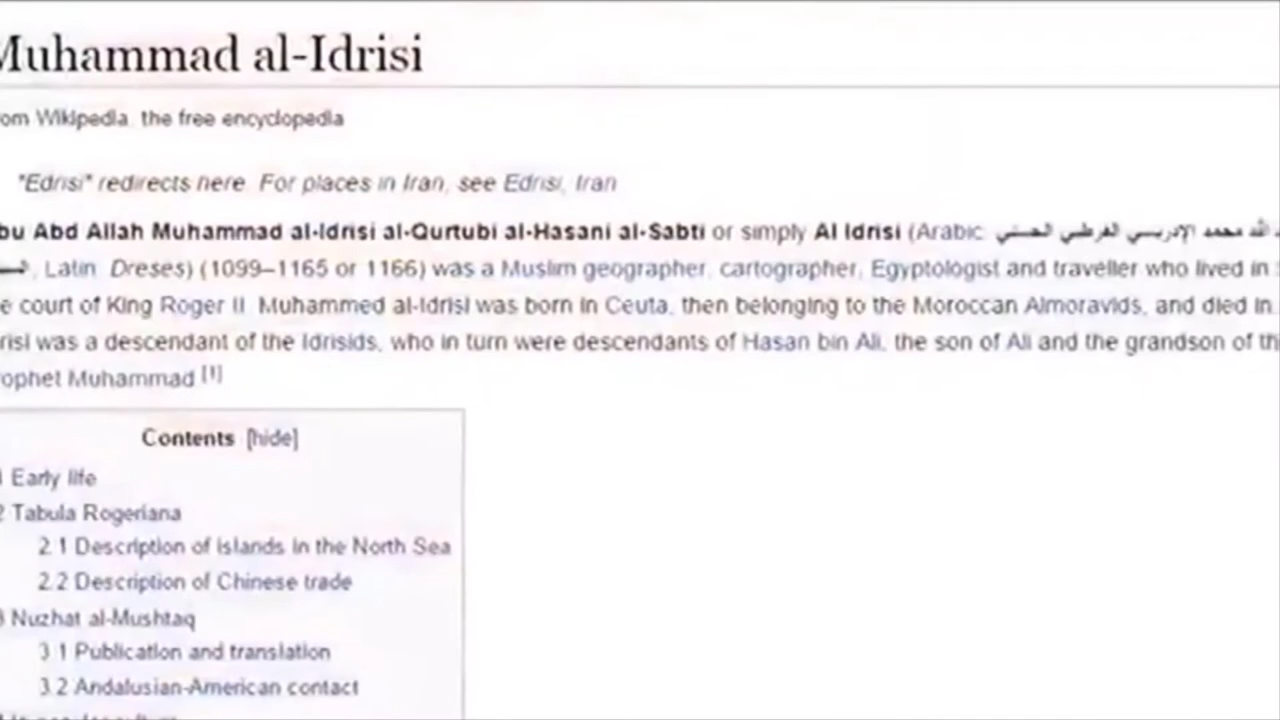 Muhammad al-Idrisi
om Wikipedia, the free encyclopedia
"Edrisi" redirects here. For places in Iran, see Edrisi, Iran
bu Abd Allah Muhammad al-Idrisi al-Qurtubi al-Hasani al-Sabti or simply Al Idrisi (Arabic: الله محمد الإدريسي القرطبي الحسني
, Latin: Dreses) (1099–1165 or 1166) was a Muslim geographer, cartographer, Egyptologist and traveller who lived in
e court of King Roger II. Muhammed al-Idrisi was born in Ceuta, then belonging to the Moroccan Almoravids, and died in
risi was a descendant of the Idrisids, who in turn were descendants of Hasan bin Ali, the son of Ali and the grandson of th
ophet Muhammad.[1]
Contents [hide]
1 Early life
2 Tabula Rogeriana
2.1 Description of islands in the North Sea
2.2 Description of Chinese trade
3 Nuzhat al-Mushtaq
3.1 Publication and translation
3.2 Andalusian-American contact